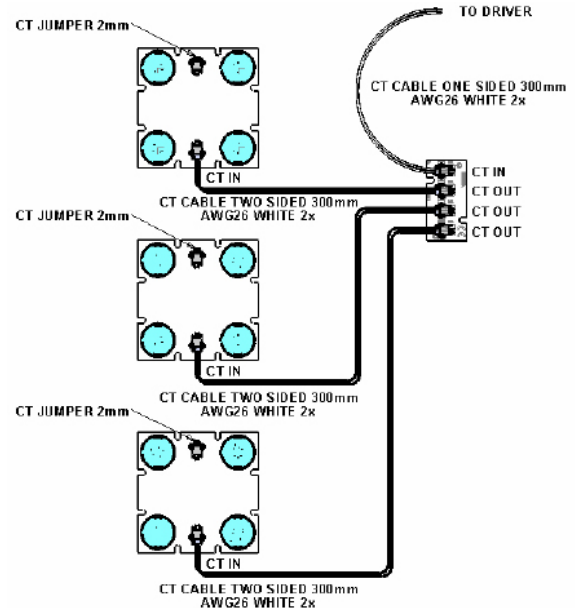 TO DRIVER
CT JUMPER 2mm
CT CABLE ONE SIDED 300mm
AWG26 WHITE 2x
CT IN
CT OUT
CT OUT
CT OUT
CT IN
CT CABLE TWO SIDED 300mm
AWG26 WHITE 2x
CT JUMPER 2mm
CT IN
CT CABLE TWO SIDED 300mm
AWG26 WHITE 2x
CT JUMPER 2mm
CT IN
CT CABLE TWO SIDED 300mm
AWG26 WHITE 2x